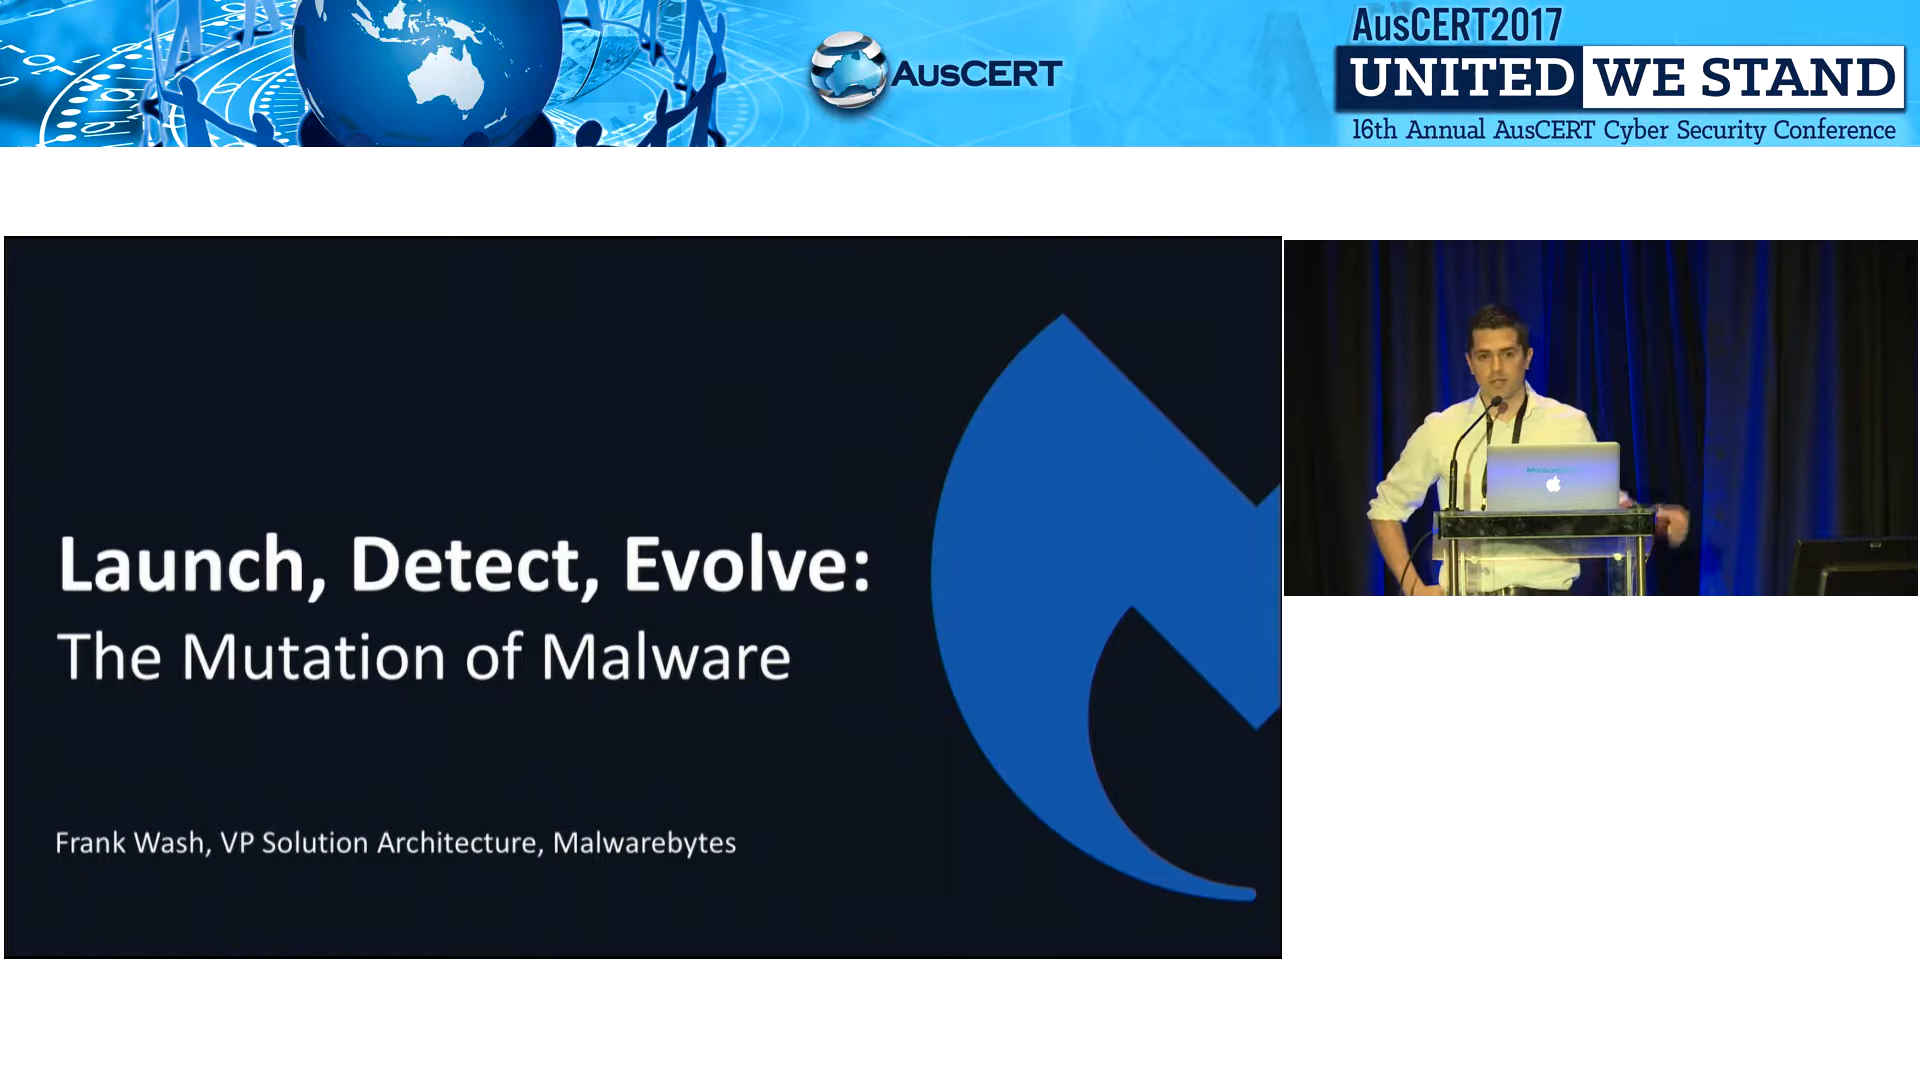 AusCERT
AusCERT2017
UNITED WE STAND
16th Annual AusCERT Cyber Security Conference
Launch, Detect, Evolve:
The Mutation of Malware
Frank Wash, VP Solution Architecture, Malwarebytes